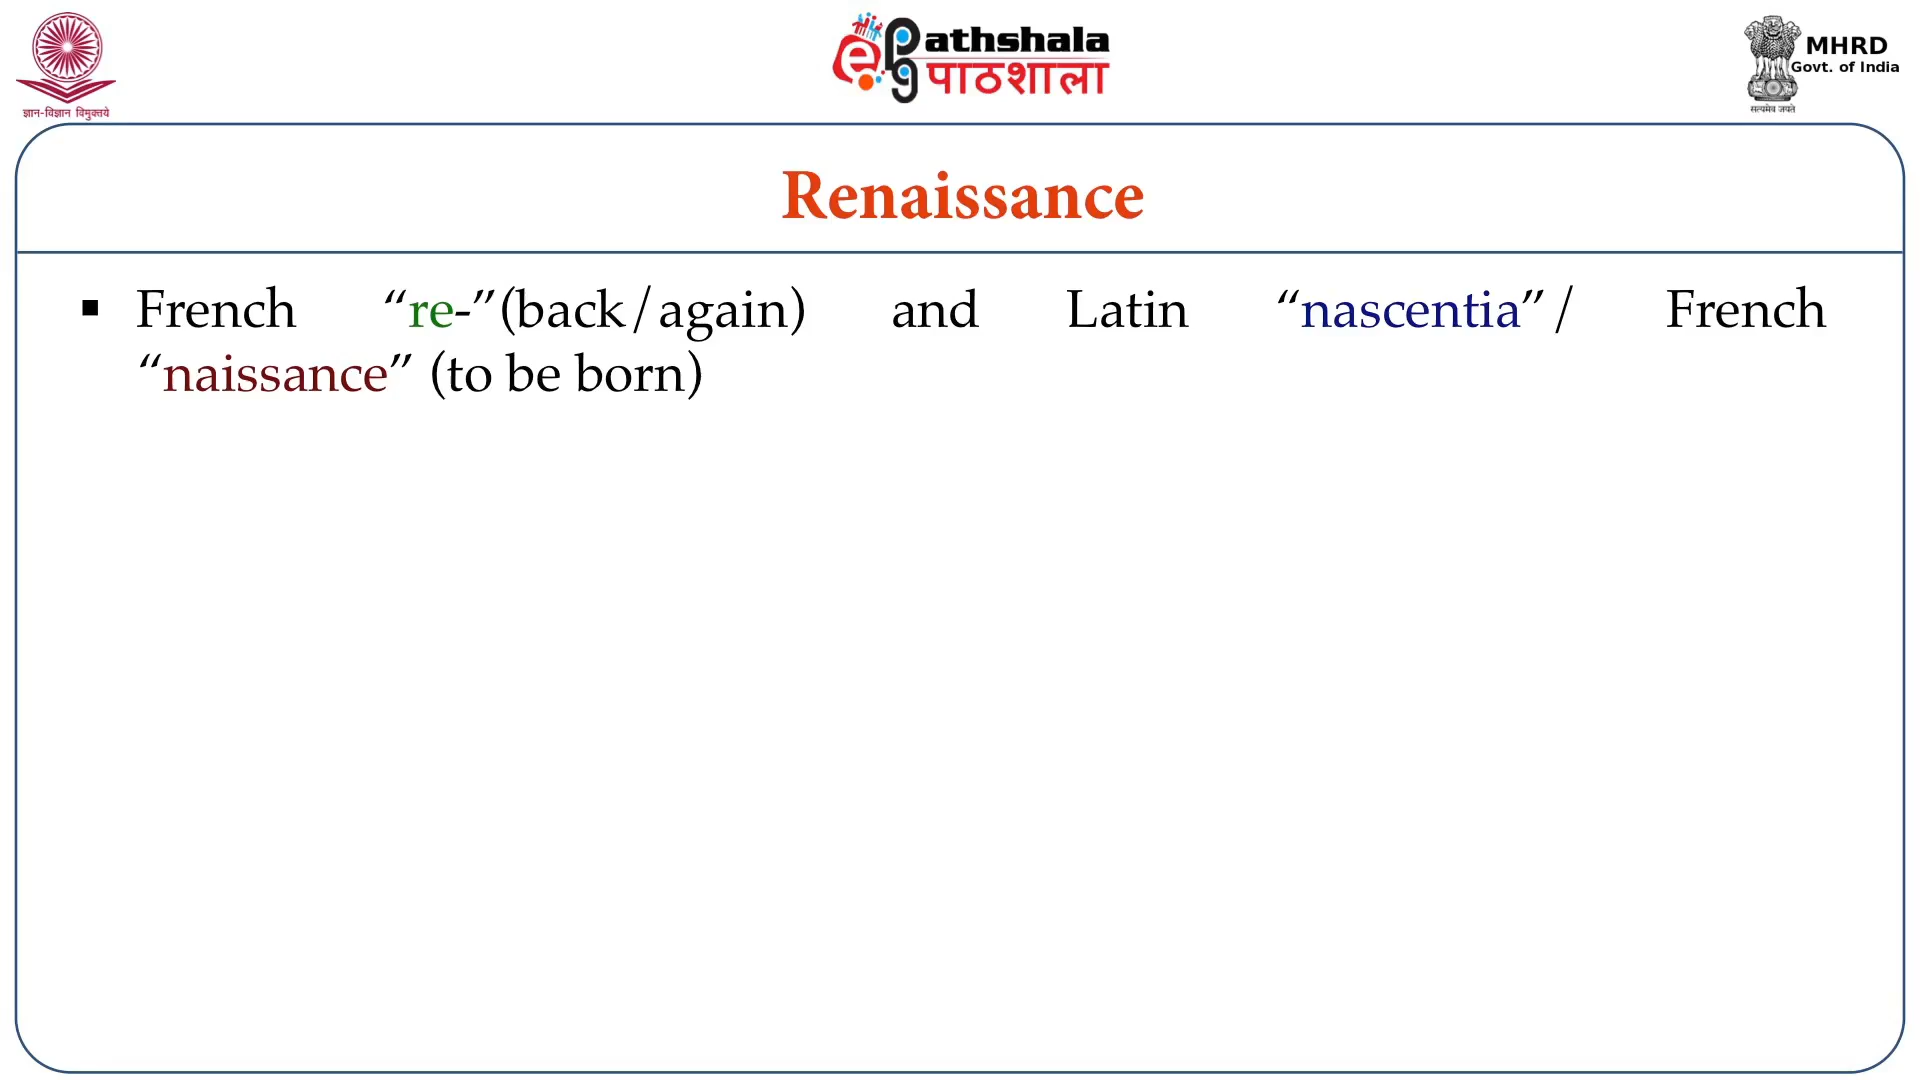 ज्ञान-विज्ञान विमुक्तये
ePathshala
पाठशाला
MHRD
Govt. of India
सत्यमेव जयते
Renaissance
▪ French “re-”(back/again) and Latin “nascentia”/ French
“naissance” (to be born)